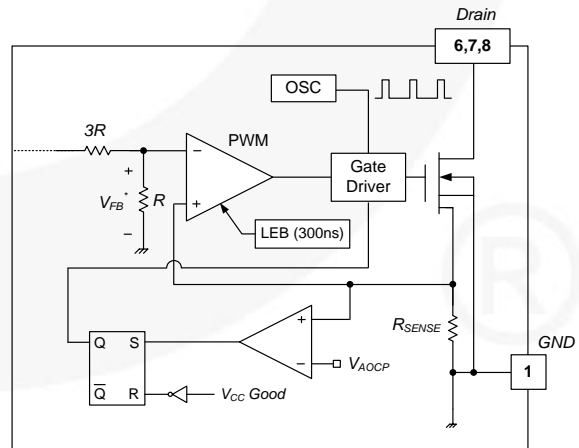 Drain
6,7,8
OSC
3R
PWM
+
−
Gate
Driver
V_FB*
R
+
−
LEB (300ns)
R_SENSE
GND
Q
S
+
−
V_AOCP
1
Q̅
R
V_CC Good
®